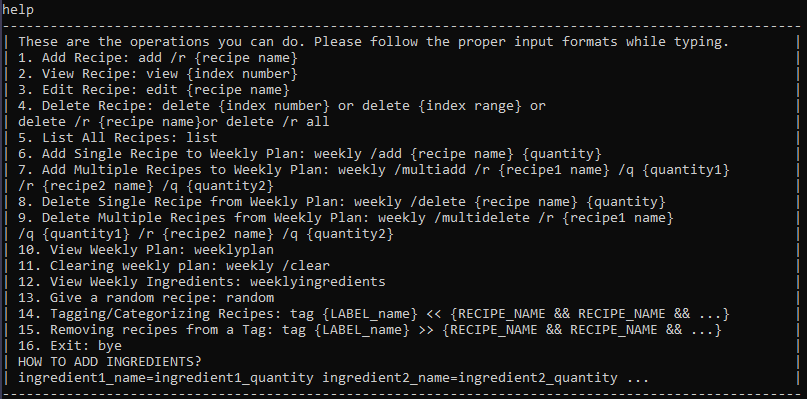 help
These are the operations you can do. Please follow the proper input formats while typing.
1. Add Recipe: add /r {recipe name}
2. View Recipe: view {index number}
3. Edit Recipe: edit {recipe name}
4. Delete Recipe: delete {index number} or delete {index range} or
delete /r {recipe name}or delete /r all
5. List All Recipes: list
6. Add Single Recipe to Weekly Plan: weekly /add {recipe name} {quantity}
7. Add Multiple Recipes to Weekly Plan: weekly /multiadd /r {recipe1 name} /q {quantity1}
/r {recipe2 name} /q {quantity2}
8. Delete Single Recipe from Weekly Plan: weekly /delete {recipe name} {quantity}
9. Delete Multiple Recipes from Weekly Plan: weekly /multidelete /r {recipe1 name}
/q {quantity1} /r {recipe2 name} /q {quantity2}
10. View Weekly Plan: weeklyplan
11. Clearing weekly plan: weekly /clear
12. View Weekly Ingredients: weeklyingredients
13. Give a random recipe: random
14. Tagging/Categorizing Recipes: tag {LABEL_name} << {RECIPE_NAME && RECIPE_NAME && ...}
15. Removing recipes from a Tag: tag {LABEL_name} >> {RECIPE_NAME && RECIPE_NAME && ...}
16. Exit: bye
HOW TO ADD INGREDIENTS?
ingredient1_name=ingredient1_quantity ingredient2_name=ingredient2_quantity ...